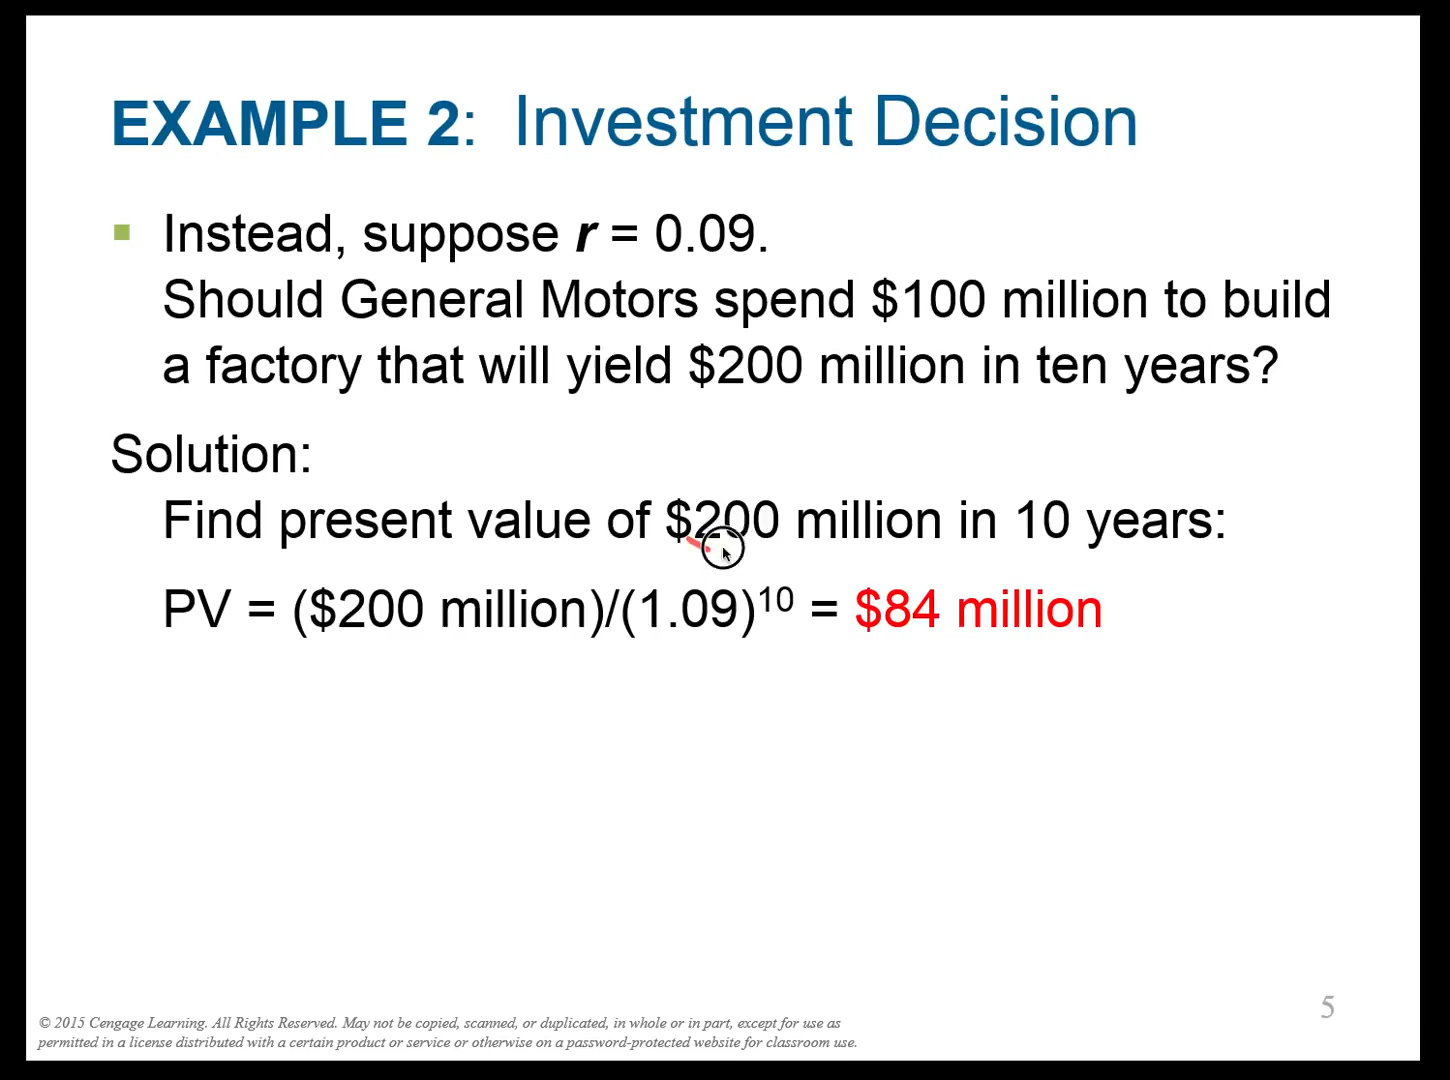 EXAMPLE 2: Investment Decision
Instead, suppose r = 0.09.
Should General Motors spend $100 million to build
a factory that will yield $200 million in ten years?
Solution:
Find present value of $200 million in 10 years:
PV = ($200 million)/(1.09)¹⁰ = $84 million
5
© 2015 Cengage Learning. All Rights Reserved. May not be copied, scanned, or duplicated, in whole or in part, except for use as
permitted in a license distributed with a certain product or service or otherwise on a password-protected website for classroom use.